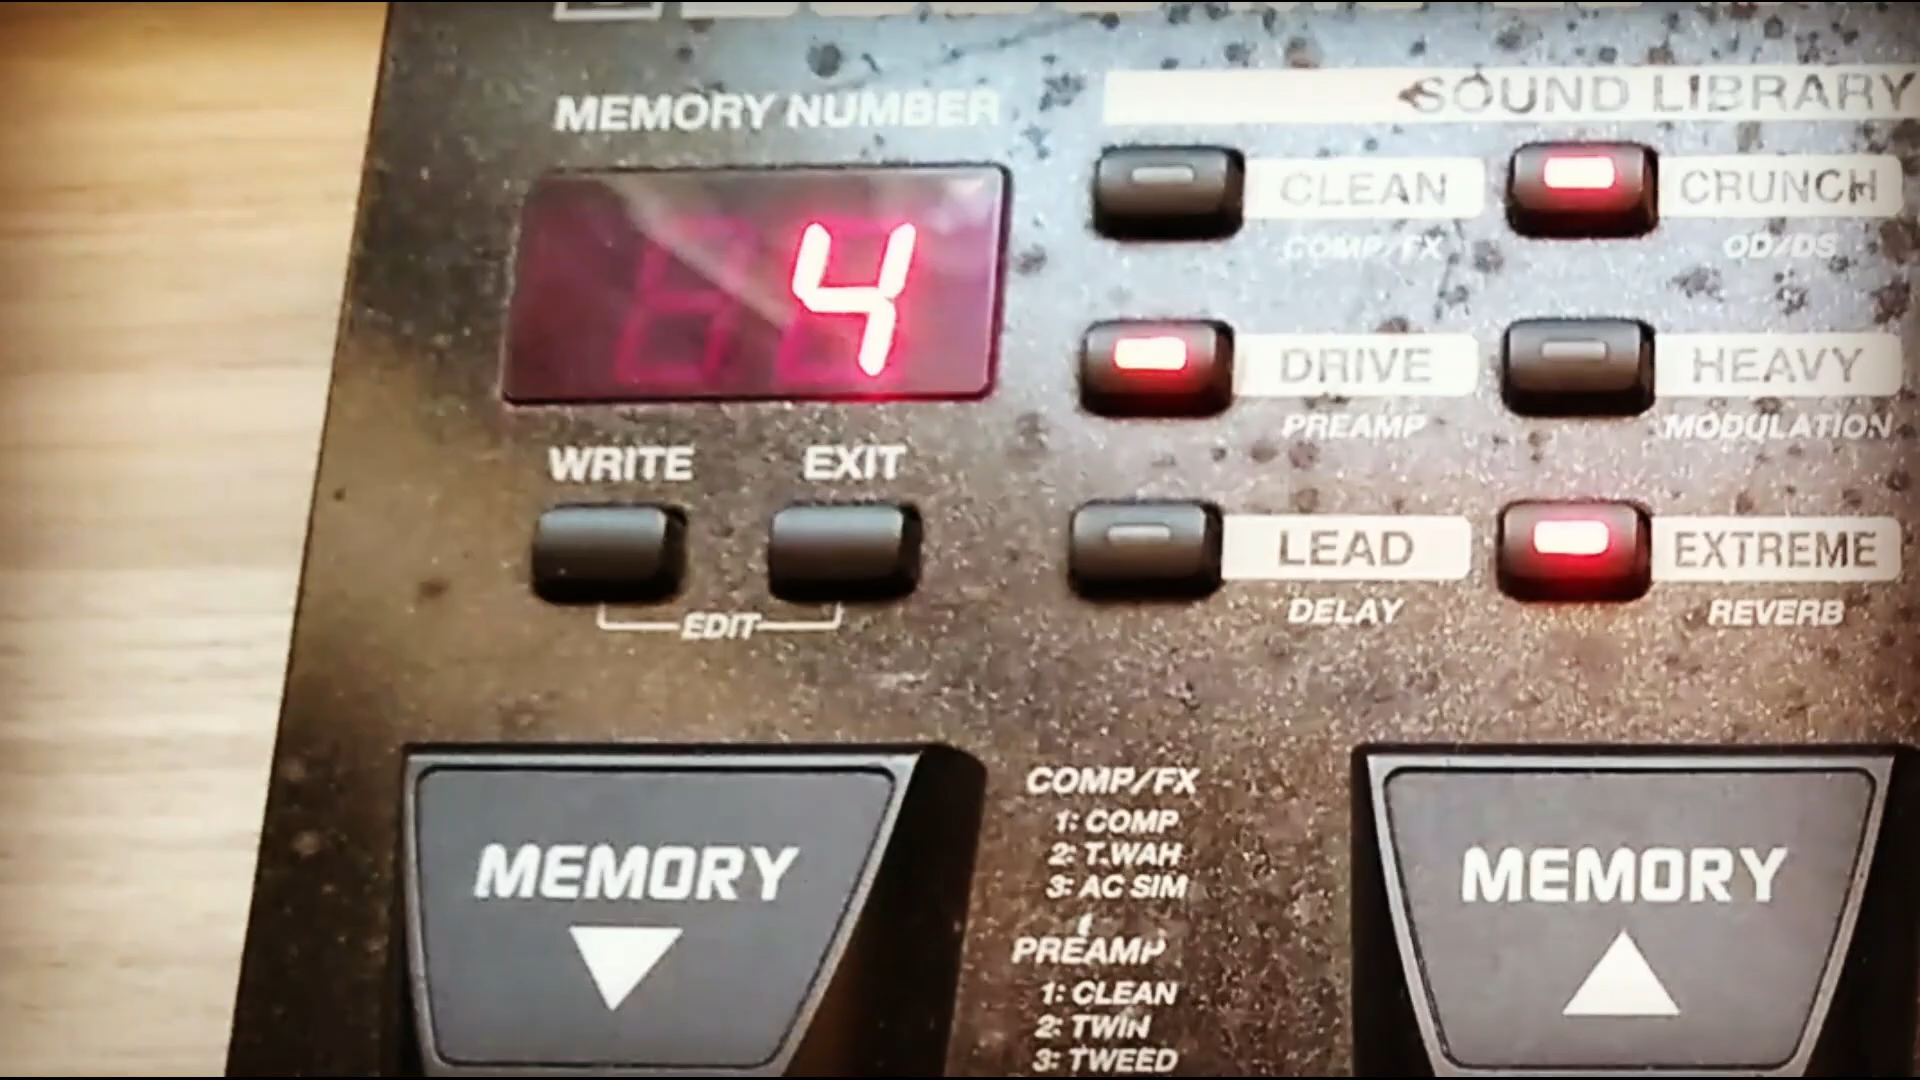 MEMORY NUMBER
SOUND LIBRARY
4
CLEAN
CRUNCH
COMP/FX
OD/DS
DRIVE
HEAVY
PREAMP
MODULATION
WRITE
EXIT
LEAD
EXTREME
EDIT
DELAY
REVERB
MEMORY
COMP/FX
1: COMP
2: T.WAH
3: AC SIM
PREAMP
1: CLEAN
2: TWIN
3: TWEED
MEMORY